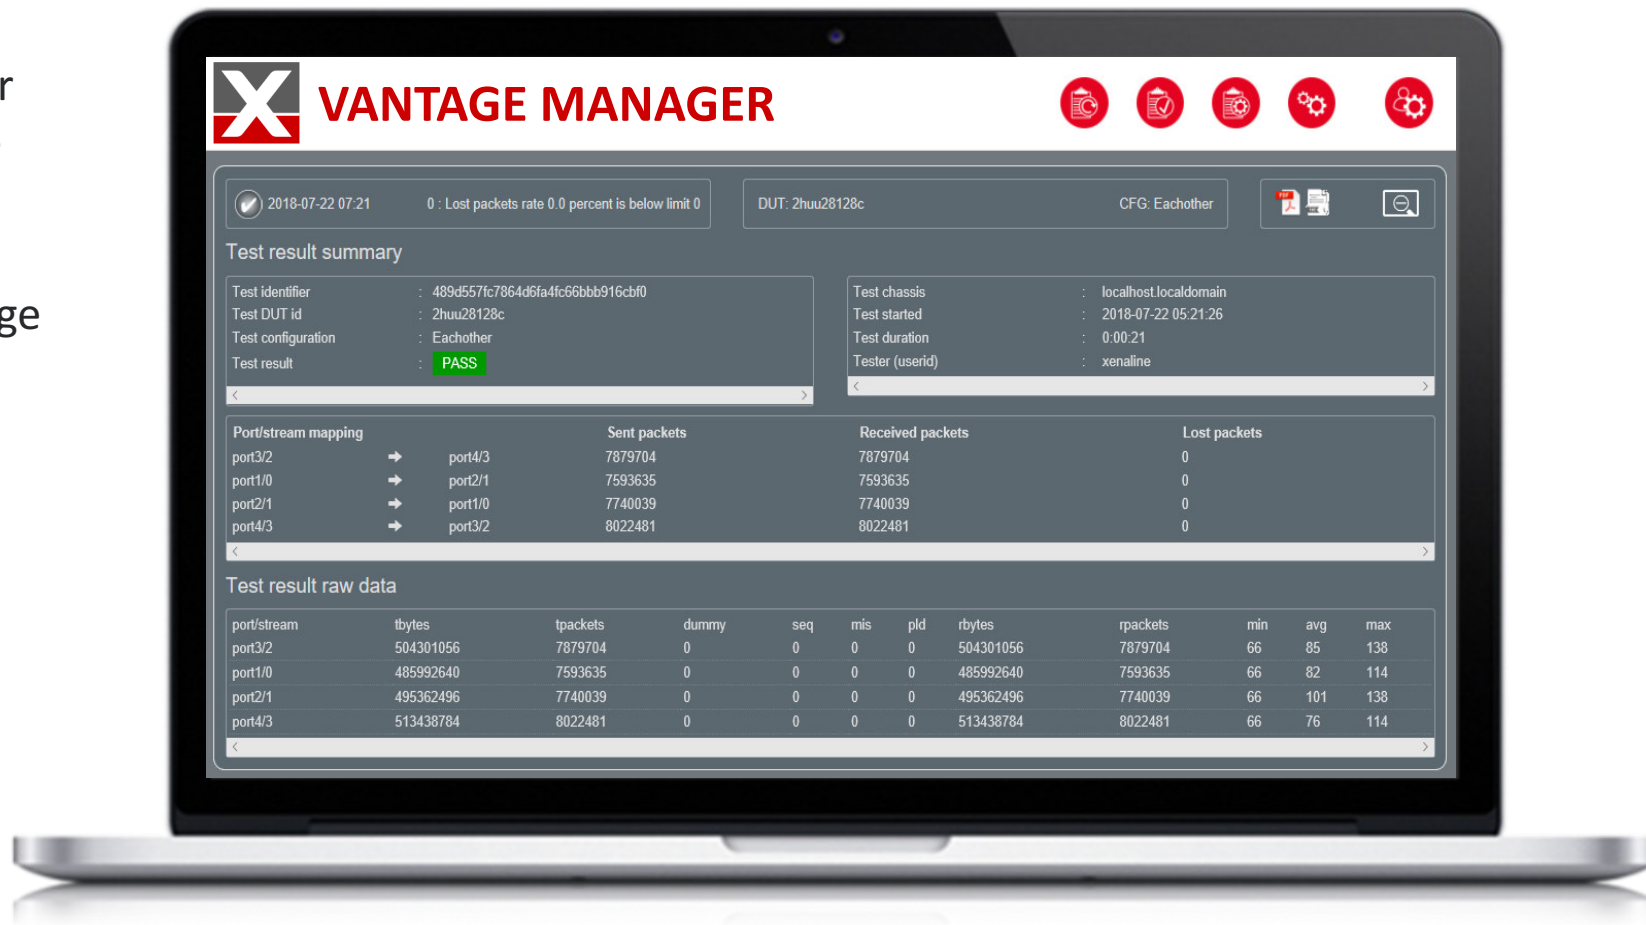 r
ge
X VANTAGE MANAGER
2018-07-22 07:21 0 : Lost packets rate 0.0 percent is below limit 0 DUT: 2huu28128c CFG: Eachother PDF
Test result summary
Test identifier : 489d557fc7864d6fa4fc66bbb916cbf0
Test DUT id : 2huu28128c
Test configuration : Eachother
Test result : PASS
Test chassis : localhost.localdomain
Test started : 2018-07-22 05:21:26
Test duration : 0:00:21
Tester (userid) : xenaline
Port/stream mapping Sent packets Received packets Lost packets
port3/2 → port4/3 7879704 7879704 0
port1/0 → port2/1 7593635 7593635 0
port2/1 → port1/0 7740039 7740039 0
port4/3 → port3/2 8022481 8022481 0
Test result raw data
port/stream tbytes tpackets dummy seq mis pld rbytes rpackets min avg max
port3/2 504301056 7879704 0 0 0 0 504301056 7879704 66 85 138
port1/0 485992640 7593635 0 0 0 0 485992640 7593635 66 82 114
port2/1 495362496 7740039 0 0 0 0 495362496 7740039 66 101 138
port4/3 513438784 8022481 0 0 0 0 513438784 8022481 66 76 114